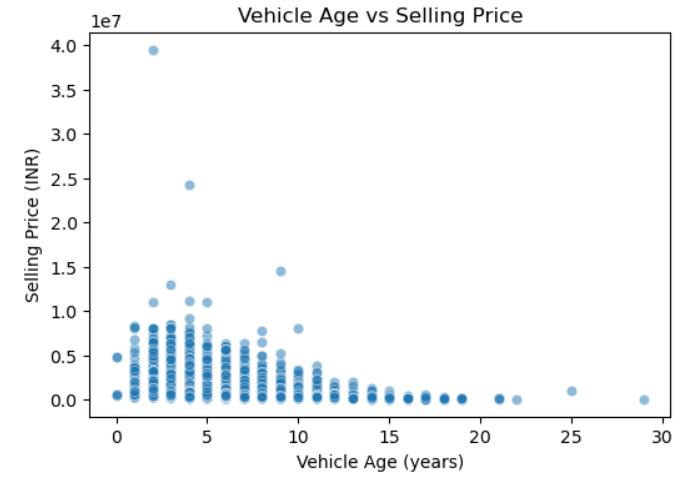 Vehicle Age vs Selling Price
1e7
4.0
3.5
3.0
2.5
2.0
1.5
1.0
0.5
0.0
Selling Price (INR)
0 5 10 15 20 25 30
Vehicle Age (years)